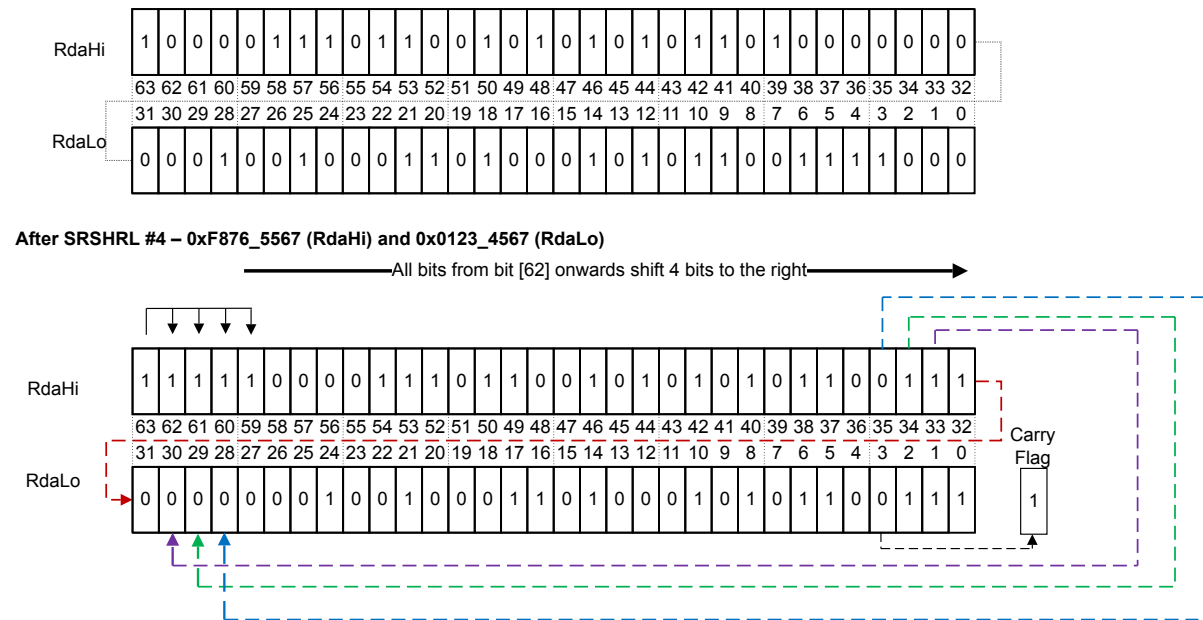 RdaHi
1 0 0 0 0 1 1 1 0 1 1 0 0 1 0 1 0 1 0 1 0 1 1 0 1 0 0 0 0 0 0 0
63 62 61 60 59 58 57 56 55 54 53 52 51 50 49 48 47 46 45 44 43 42 41 40 39 38 37 36 35 34 33 32
31 30 29 28 27 26 25 24 23 22 21 20 19 18 17 16 15 14 13 12 11 10 9 8 7 6 5 4 3 2 1 0
RdaLo
0 0 0 1 0 0 1 0 0 0 1 1 0 1 0 0 0 1 0 1 0 1 1 0 0 1 1 1 1 0 0 0
After SRSHRL #4 – 0xF876_5567 (RdaHi) and 0x0123_4567 (RdaLo)
All bits from bit [62] onwards shift 4 bits to the right
RdaHi
1 1 1 1 1 0 0 0 0 1 1 1 0 1 1 0 0 1 0 1 0 1 0 1 0 1 1 0 0 1 1 1
63 62 61 60 59 58 57 56 55 54 53 52 51 50 49 48 47 46 45 44 43 42 41 40 39 38 37 36 35 34 33 32
31 30 29 28 27 26 25 24 23 22 21 20 19 18 17 16 15 14 13 12 11 10 9 8 7 6 5 4 3 2 1 0
Carry
Flag
RdaLo
0 0 0 0 0 0 0 1 0 0 1 0 0 0 1 1 0 1 0 0 0 1 0 1 0 1 1 0 0 1 1 1
1